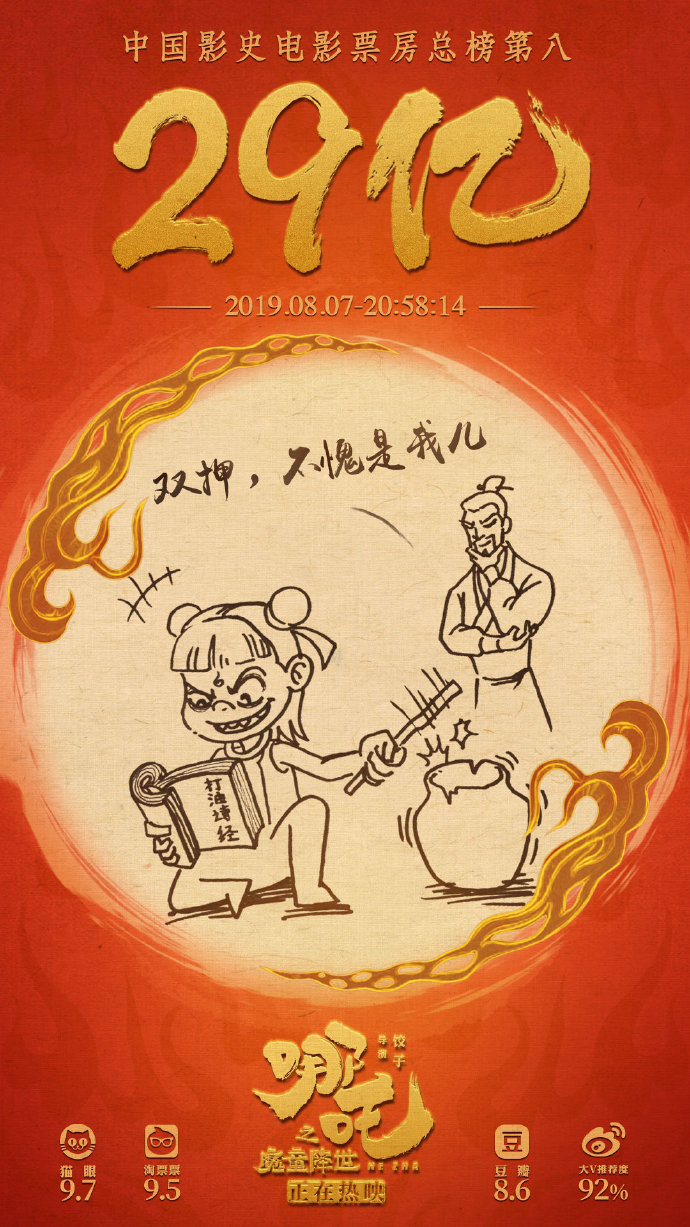 中国影史电影票房总榜第八
29亿
2019.08.07-20:58:14
双押，不愧是我儿
打油诗经
哪吒
之
魔童降世
NE ZHA
导演
饺子
正在热映
猫眼
9.7
淘票票
9.5
豆
豆瓣
8.6
大V推荐度
92%